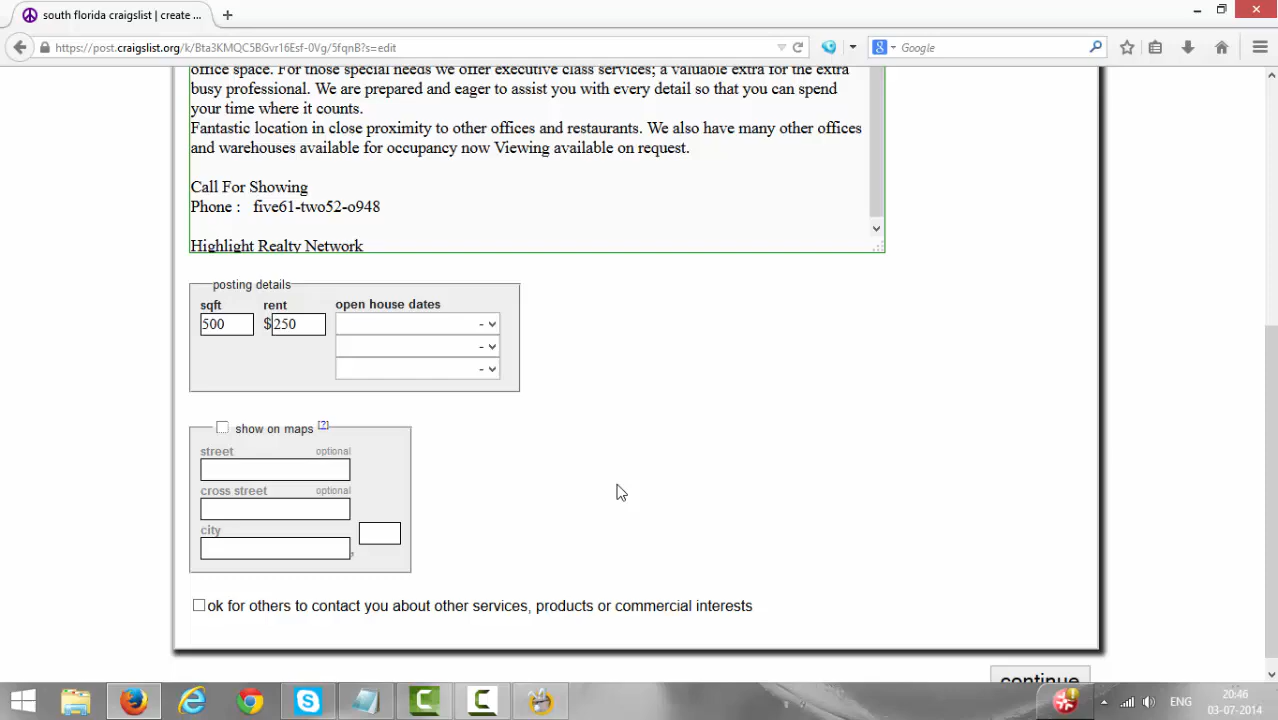 south florida craigslist | create ...
https://post.craigslist.org/k/Bta3KMQC5BGvr16Esf-0Vg/5fqnB?s=edit
Google
office space. For those special needs we offer executive class services; a valuable extra for the extra
busy professional. We are prepared and eager to assist you with every detail so that you can spend
your time where it counts.
Fantastic location in close proximity to other offices and restaurants. We also have many other offices
and warehouses available for occupancy now Viewing available on request.
Call For Showing
Phone : five61-two52-o948
Highlight Realty Network
posting details
sqft rent open house dates
500 $250 -
-
-
show on maps [?]
street optional
cross street optional
city
,
ok for others to contact you about other services, products or commercial interests
continue
ENG
20:46
03-07-2014